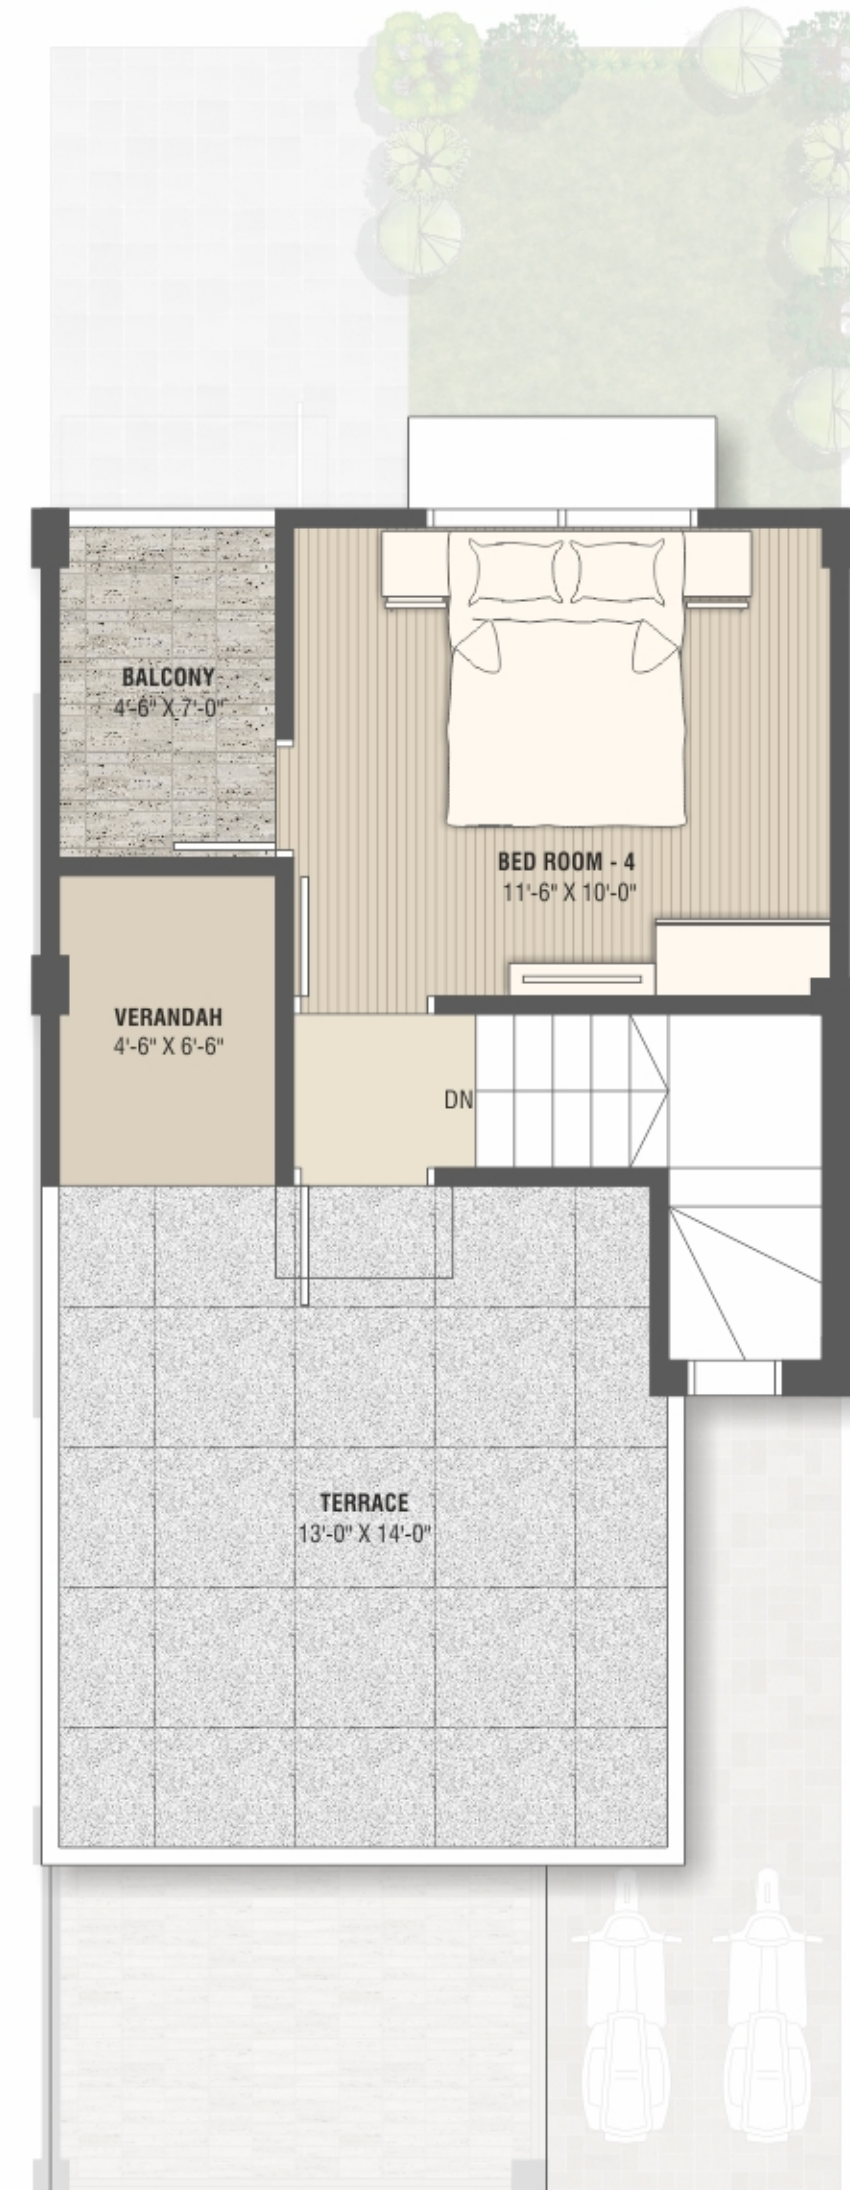 BALCONY
4'-6" X 7'-0"
BED ROOM - 4
11'-6" X 10'-0"
VERANDAH
4'-6" X 6'-6"
DN
TERRACE
13'-0" X 14'-0"